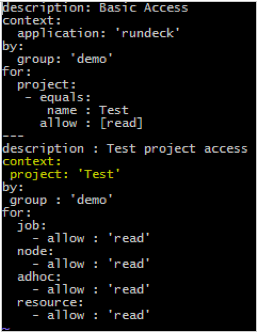 description: Basic Access
context:
  application: 'rundeck'
by:
  group: 'demo'
for:
  project:
   - equals:
      name : Test
     allow : [read]
---
description : Test project access
context:
 project: 'Test'
by:
 group : 'demo'
for:
  job:
    - allow : 'read'
  node:
    - allow : 'read'
  adhoc:
    - allow : 'read'
  resource:
    - allow : 'read'
~